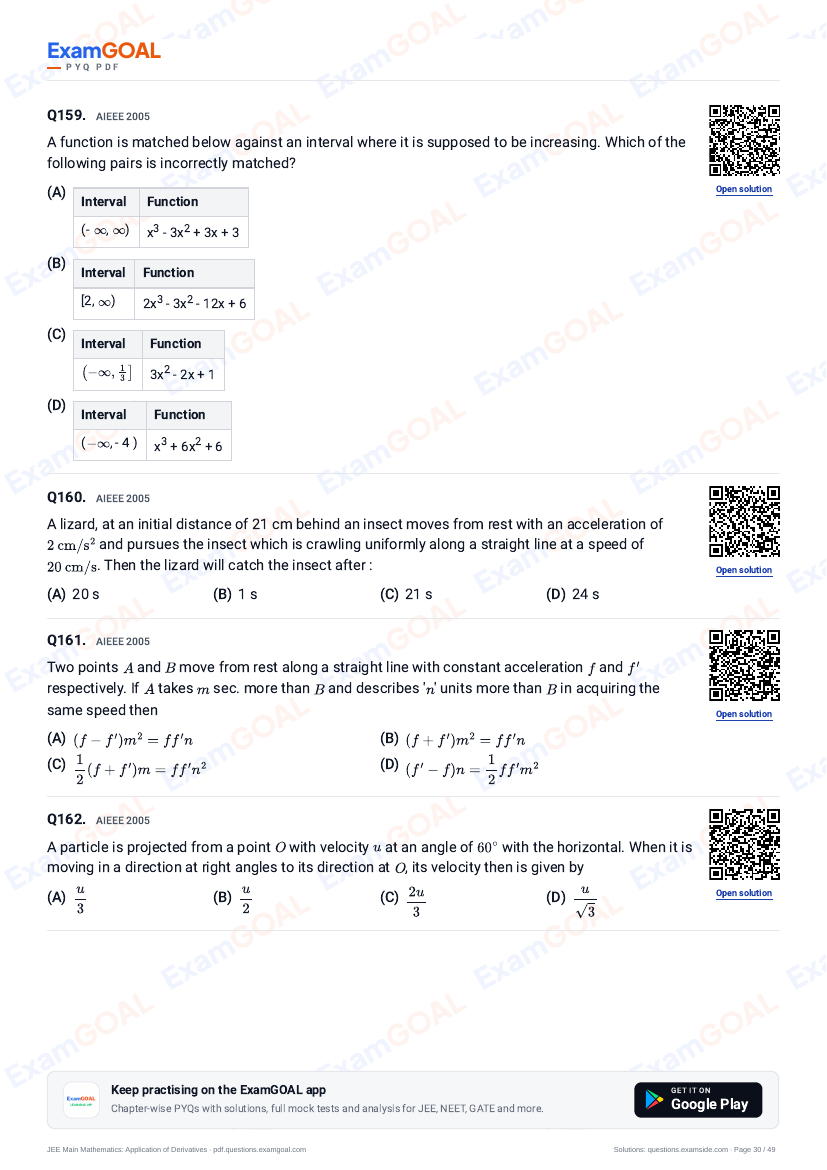 ExamGOAL
PYQ PDF
Q159. AIEEE 2005
A function is matched below against an interval where it is supposed to be increasing. Which of the
following pairs is incorrectly matched?
Open solution
(A)
Interval Function
(- ∞, ∞) x³ - 3x² + 3x + 3
(B)
Interval Function
[2, ∞) 2x³ - 3x² - 12x + 6
(C)
Interval Function
(−∞, 1/3] 3x² - 2x + 1
(D)
Interval Function
(−∞, - 4 ) x³ + 6x² + 6
Q160. AIEEE 2005
A lizard, at an initial distance of 21 cm behind an insect moves from rest with an acceleration of
2 cm/s² and pursues the insect which is crawling uniformly along a straight line at a speed of
20 cm/s. Then the lizard will catch the insect after :
Open solution
(A) 20 s (B) 1 s (C) 21 s (D) 24 s
Q161. AIEEE 2005
Two points A and B move from rest along a straight line with constant acceleration f and f′
respectively. If A takes m sec. more than B and describes 'n' units more than B in acquiring the
same speed then
Open solution
(A) (f − f′)m² = ff′n (B) (f + f′)m² = ff′n
(C) 1/2 (f + f′)m = ff′n² (D) (f′ − f)n = 1/2 ff′m²
Q162. AIEEE 2005
A particle is projected from a point O with velocity u at an angle of 60° with the horizontal. When it is
moving in a direction at right angles to its direction at O, its velocity then is given by
Open solution
(A) u/3 (B) u/2 (C) 2u/3 (D) u/√3
Keep practising on the ExamGOAL app
Chapter-wise PYQs with solutions, full mock tests and analysis for JEE, NEET, GATE and more.
GET IT ON
Google Play
JEE Main Mathematics: Application of Derivatives · pdf.questions.examgoal.com
Solutions: questions.examside.com · Page 30 / 49